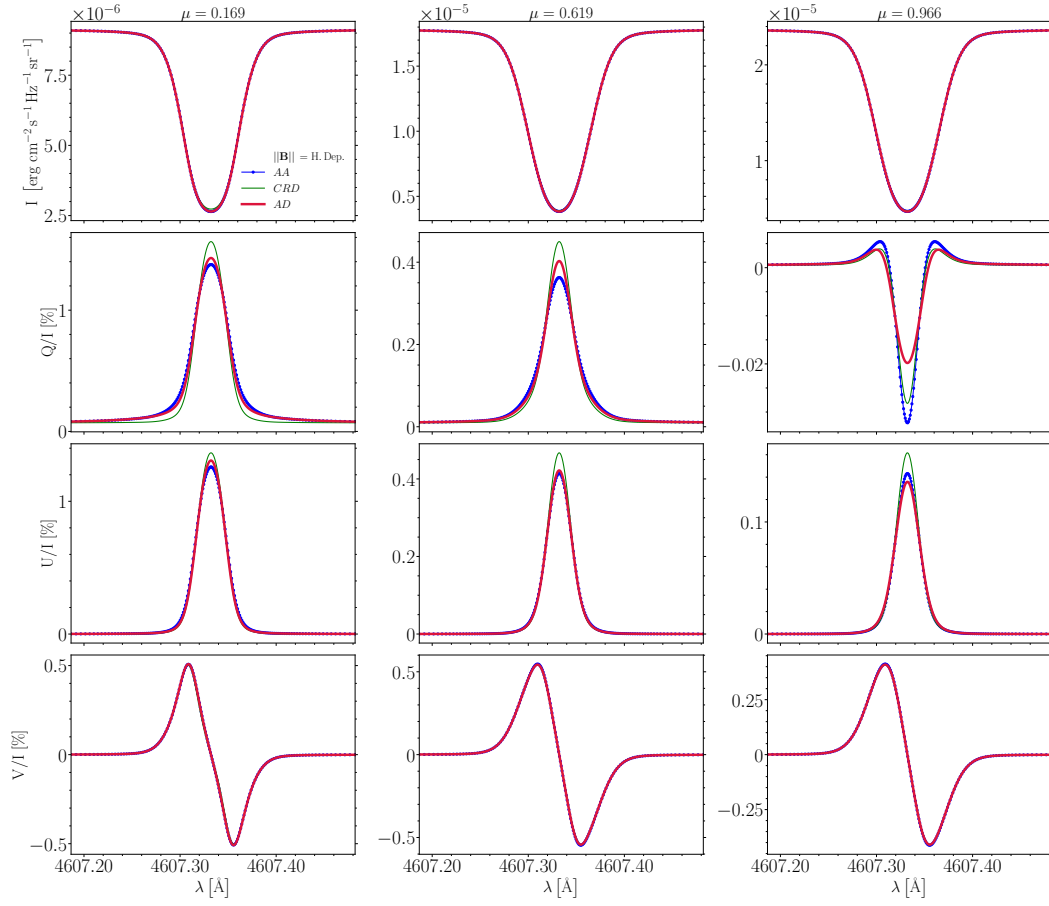 ×10⁻⁶ μ = 0.169 ×10⁻⁵ μ = 0.619 ×10⁻⁵ μ = 0.966
I [erg cm⁻² s⁻¹ Hz⁻¹ sr⁻¹]
7.5
5.0
2.5
||B|| = H. Dep.
AA
CRD
AD
1.5
1.0
0.5
2
1
Q/I [%]
1
0
0.4
0.2
0
0
−0.02
U/I [%]
1
0
0.4
0.2
0
0.1
0
V/I [%]
0.5
0
−0.5
0.5
0
−0.5
0.25
0
−0.25
4607.20 4607.30 4607.40 4607.20 4607.30 4607.40 4607.20 4607.30 4607.40
λ [Å] λ [Å] λ [Å]